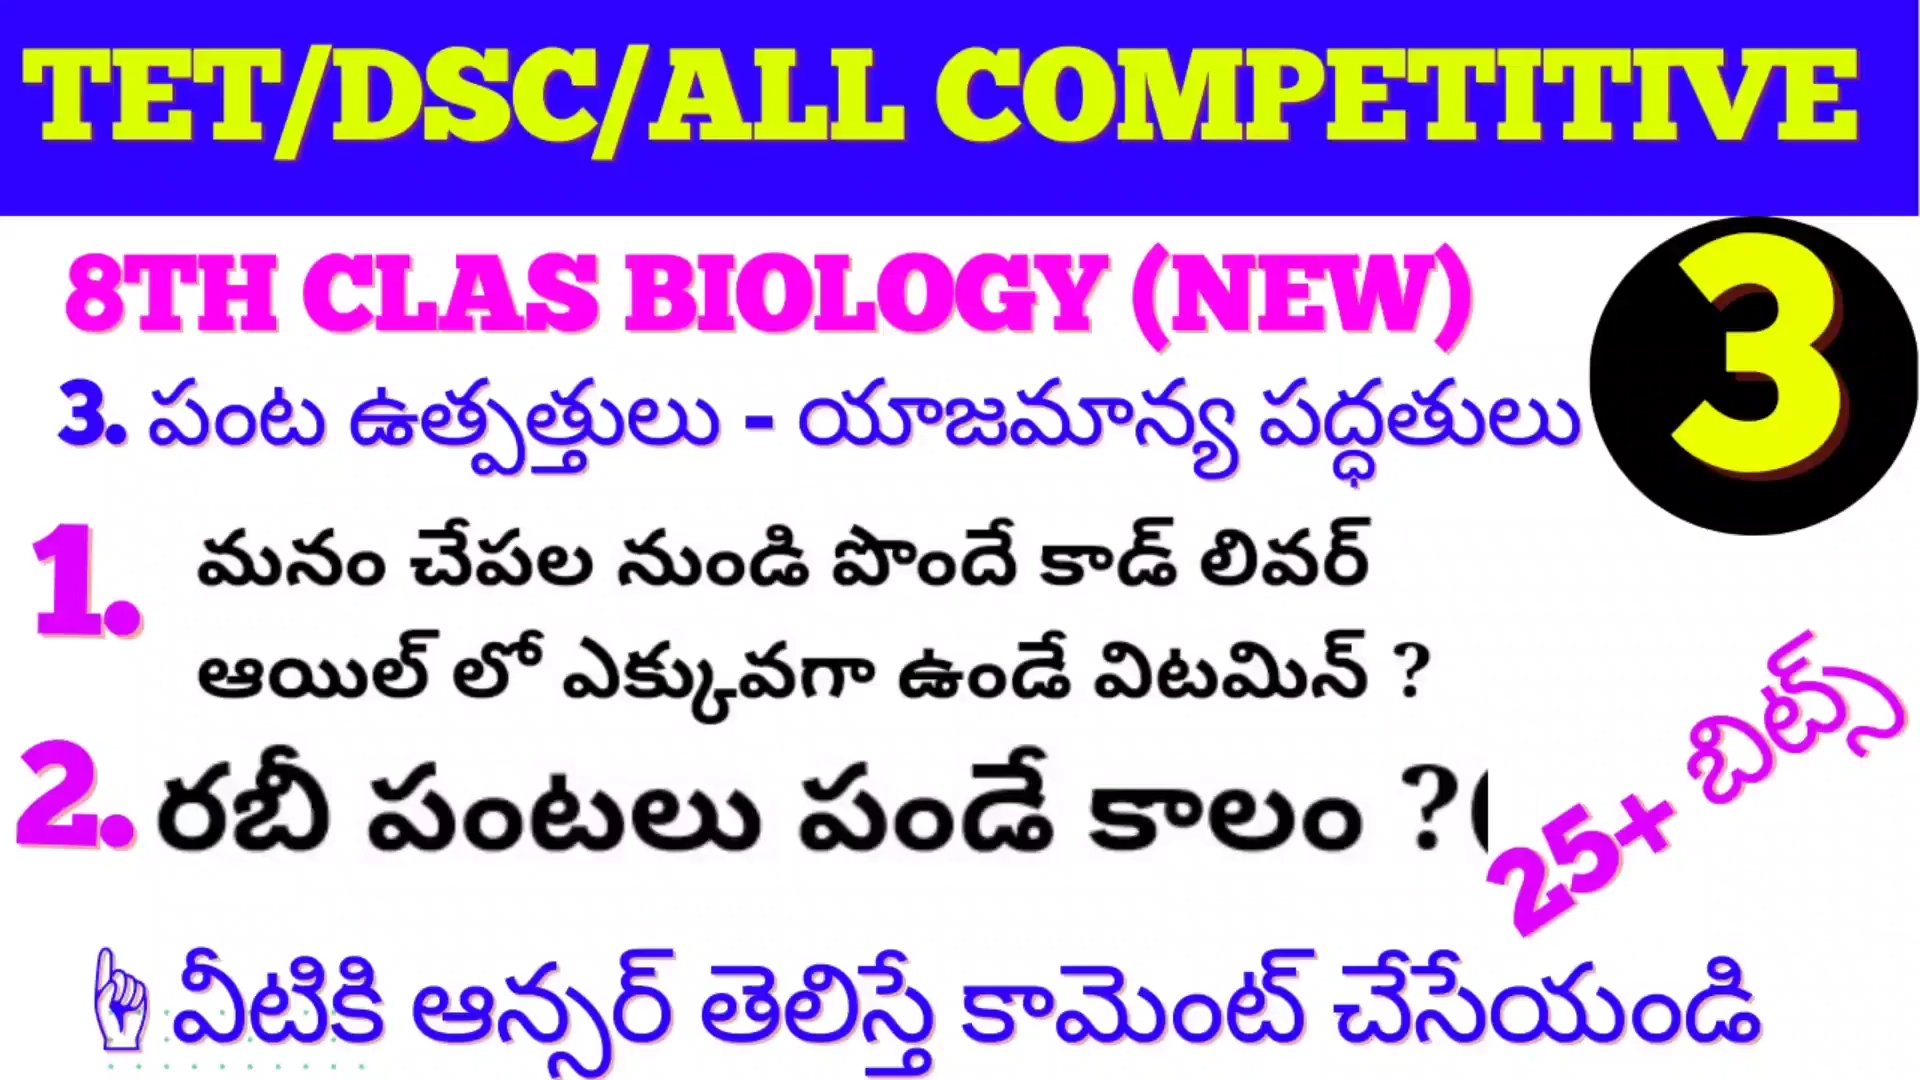 TET/DSC/ALL COMPETITIVE
8TH CLAS BIOLOGY (NEW)
3
3. పంట ఉత్పత్తులు - యాజమాన్య పద్ధతులు
1. మనం చేపల నుండి పొందే కాడ్ లివర్
ఆయిల్ లో ఎక్కువగా ఉండే విటమిన్ ?
2. రబీ పంటలు పండే కాలం ?(
25+ బిట్స్
వీటికి ఆన్సర్ తెలిస్తే కామెంట్ చేసేయండి